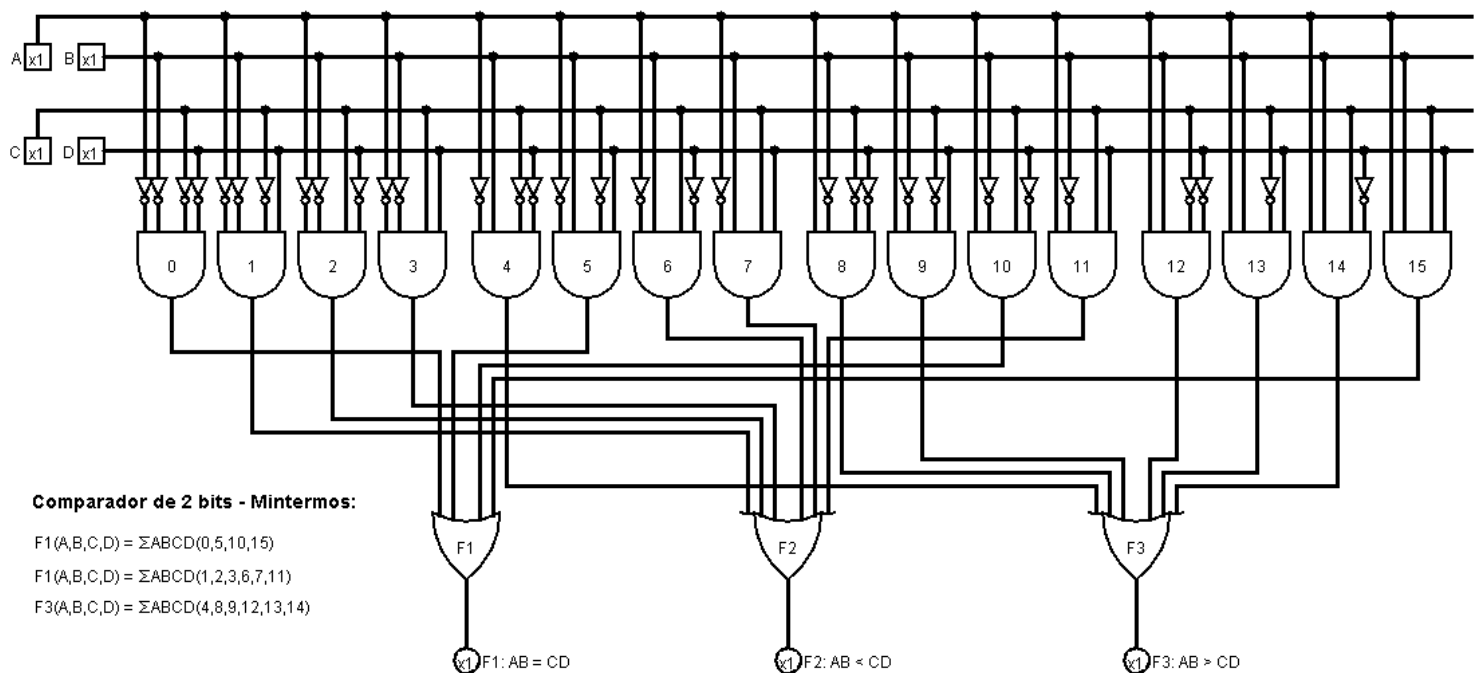 A x1 B x1
C x1 D x1
0 1 2 3 4 5 6 7 8 9 10 11 12 13 14 15
Comparador de 2 bits - Mintermos:
F1(A,B,C,D) = ΣABCD(0,5,10,15)
F1(A,B,C,D) = ΣABCD(1,2,3,6,7,11)
F3(A,B,C,D) = ΣABCD(4,8,9,12,13,14)
F1 F2 F3
x1 F1: AB = CD x1 F2: AB < CD x1 F3: AB > CD